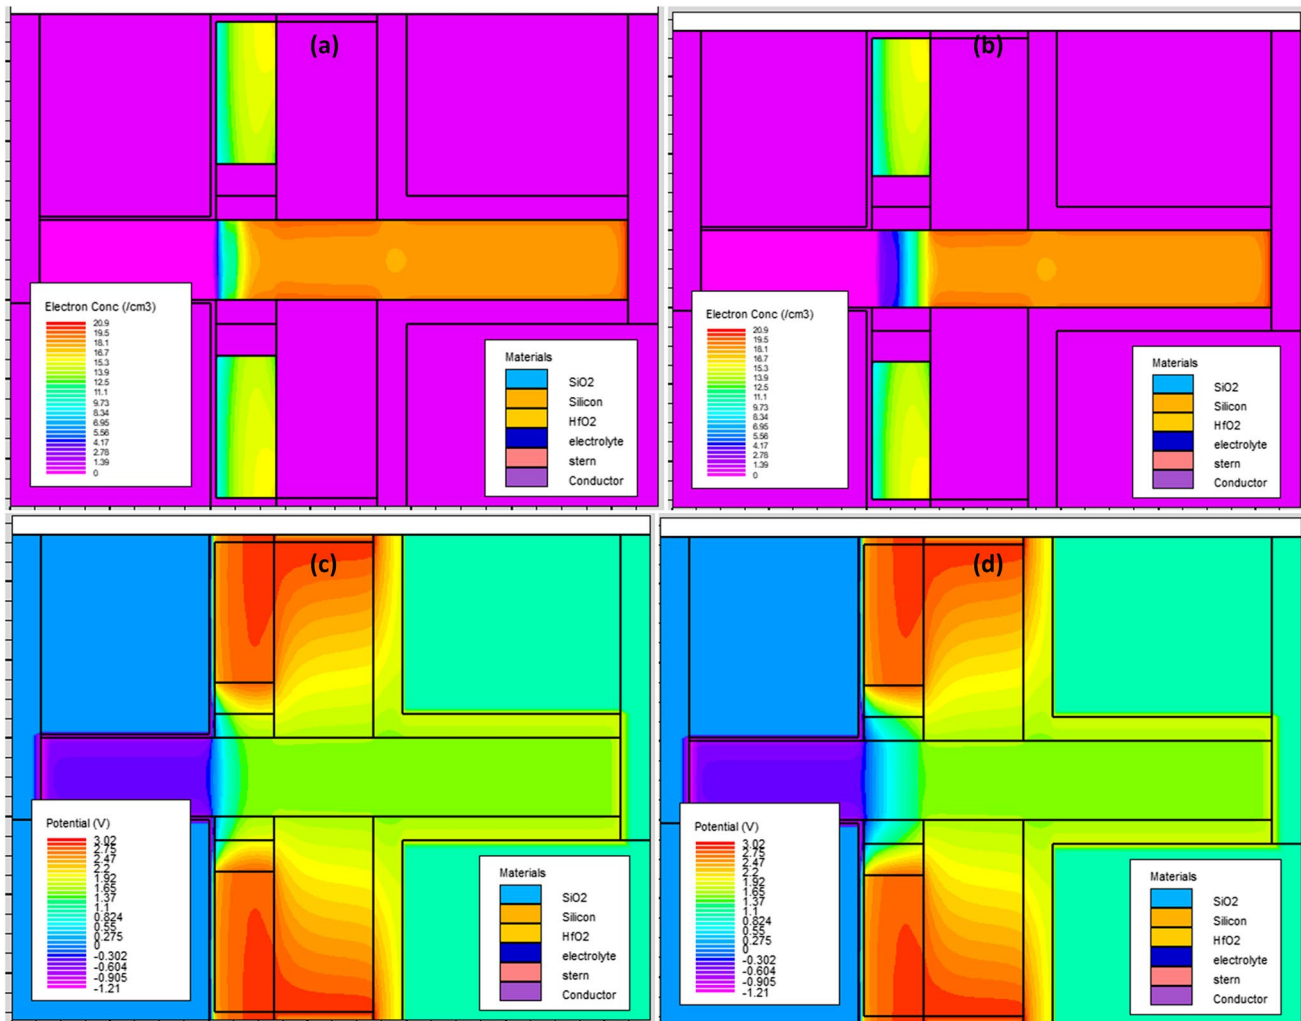 (a)
Electron Conc (/cm3)
20.9
19.5
18.1
16.7
15.3
13.9
12.5
11.1
9.73
8.34
6.95
5.56
4.17
2.78
1.39
0
Materials
SiO2
Silicon
HfO2
electrolyte
stern
Conductor
(b)
Electron Conc (/cm3)
20.9
19.5
18.1
16.7
15.3
13.9
12.5
11.1
9.73
8.34
6.95
5.56
4.17
2.78
1.39
0
Materials
SiO2
Silicon
HfO2
electrolyte
stern
Conductor
(c)
Potential (V)
3.02
2.75
2.47
2.2
1.92
1.65
1.37
1.1
0.824
0.55
0.275
0
-0.302
-0.604
-0.905
-1.21
Materials
SiO2
Silicon
HfO2
electrolyte
stern
Conductor
(d)
Potential (V)
3.02
2.75
2.47
2.2
1.92
1.65
1.37
1.1
0.824
0.55
0.275
0
-0.302
-0.604
-0.905
-1.21
Materials
SiO2
Silicon
HfO2
electrolyte
stern
Conductor